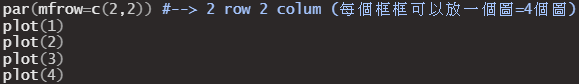 par(mfrow=c(2,2)) #--> 2 row 2 colum (每個框框可以放一個圖=4個圖)
plot(1)
plot(2)
plot(3)
plot(4)